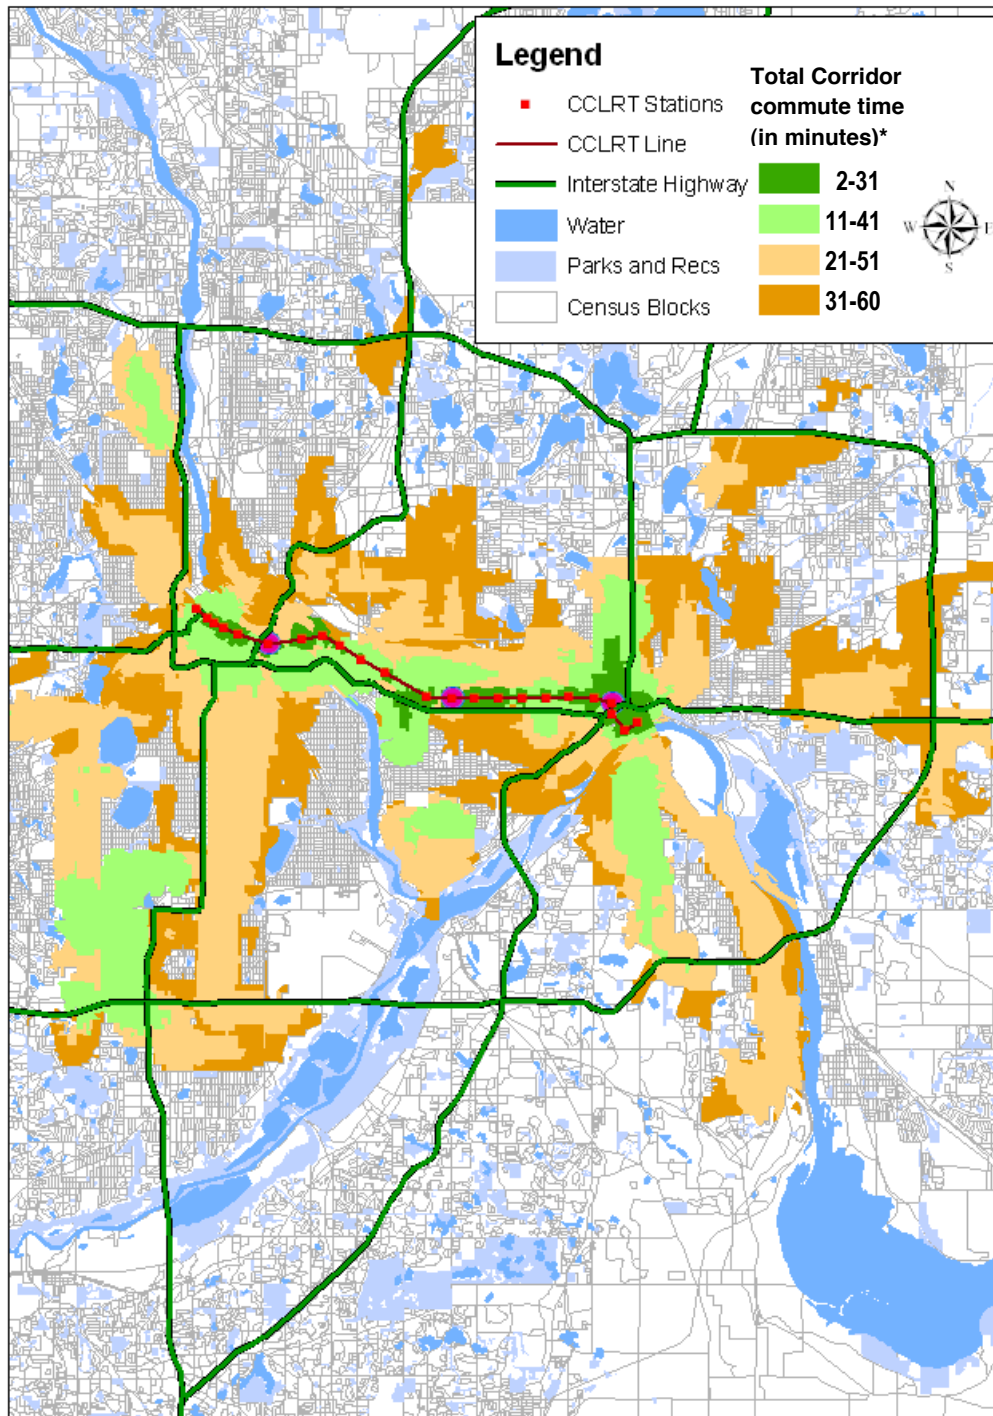 Legend
CCLRT Stations
CCLRT Line
Interstate Highway
Water
Parks and Recs
Census Blocks
Total Corridor
commute time
(in minutes)*
2-31
11-41
21-51
31-60
N
W E
S